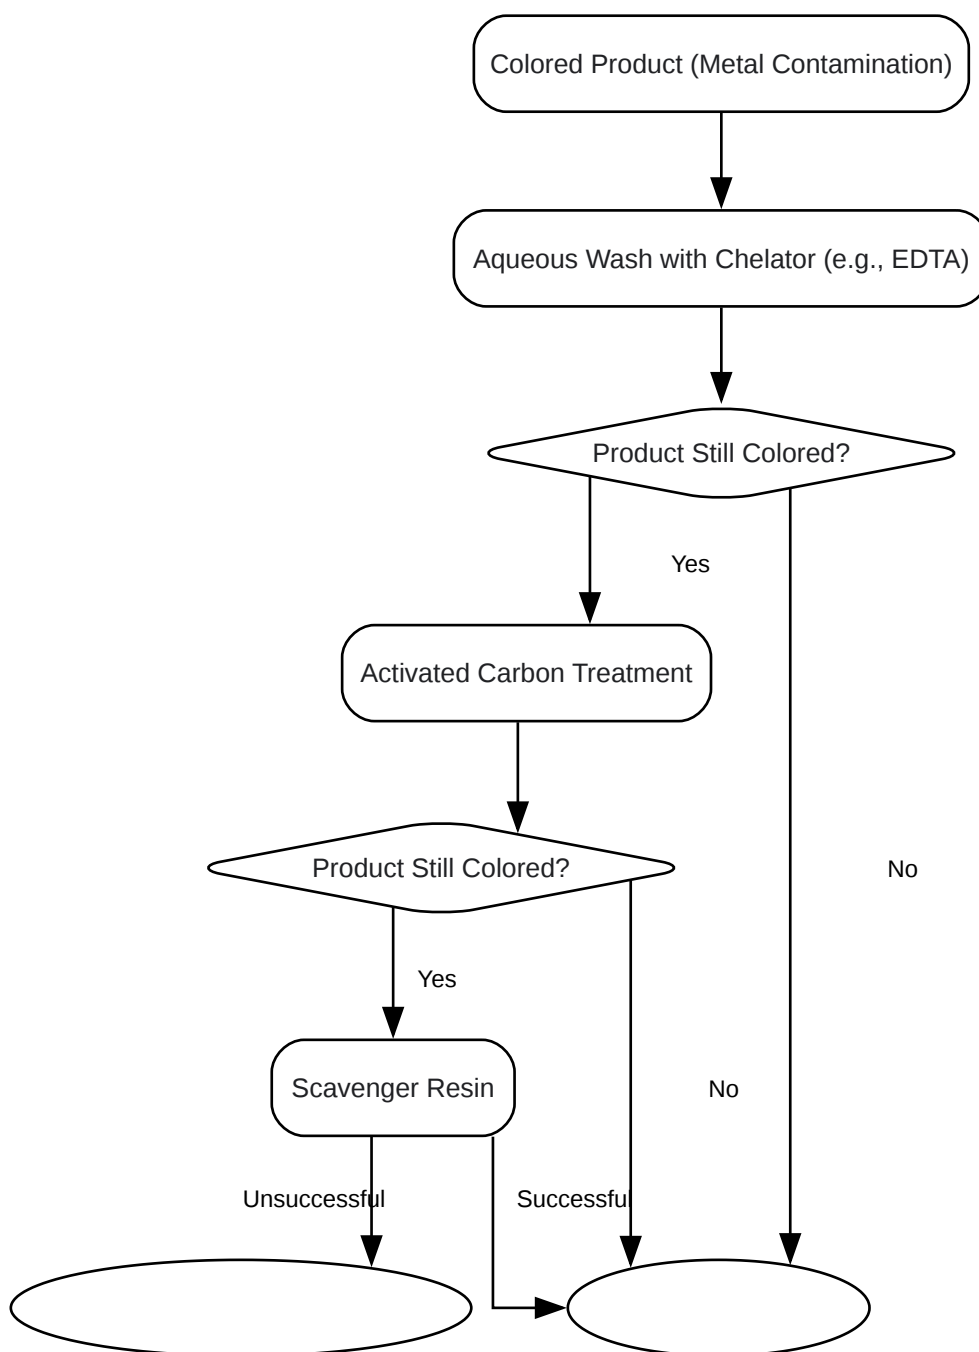 Colored Product (Metal Contamination)
Aqueous Wash with Chelator (e.g., EDTA)
Product Still Colored?
Yes
Activated Carbon Treatment
Product Still Colored?
No
Yes
Scavenger Resin
No
Unsuccessful
Successful